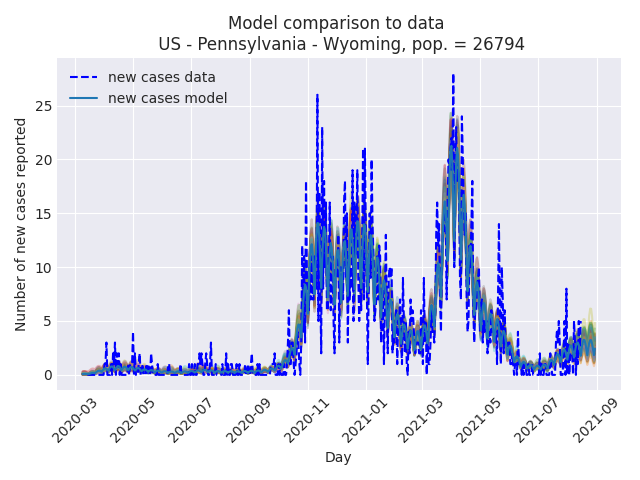 Model comparison to data
US - Pennsylvania - Wyoming, pop. = 26794
new cases data
new cases model
Number of new cases reported
25
20
15
10
5
0
2020-03
2020-05
2020-07
2020-09
2020-11
2021-01
2021-03
2021-05
2021-07
2021-09
Day